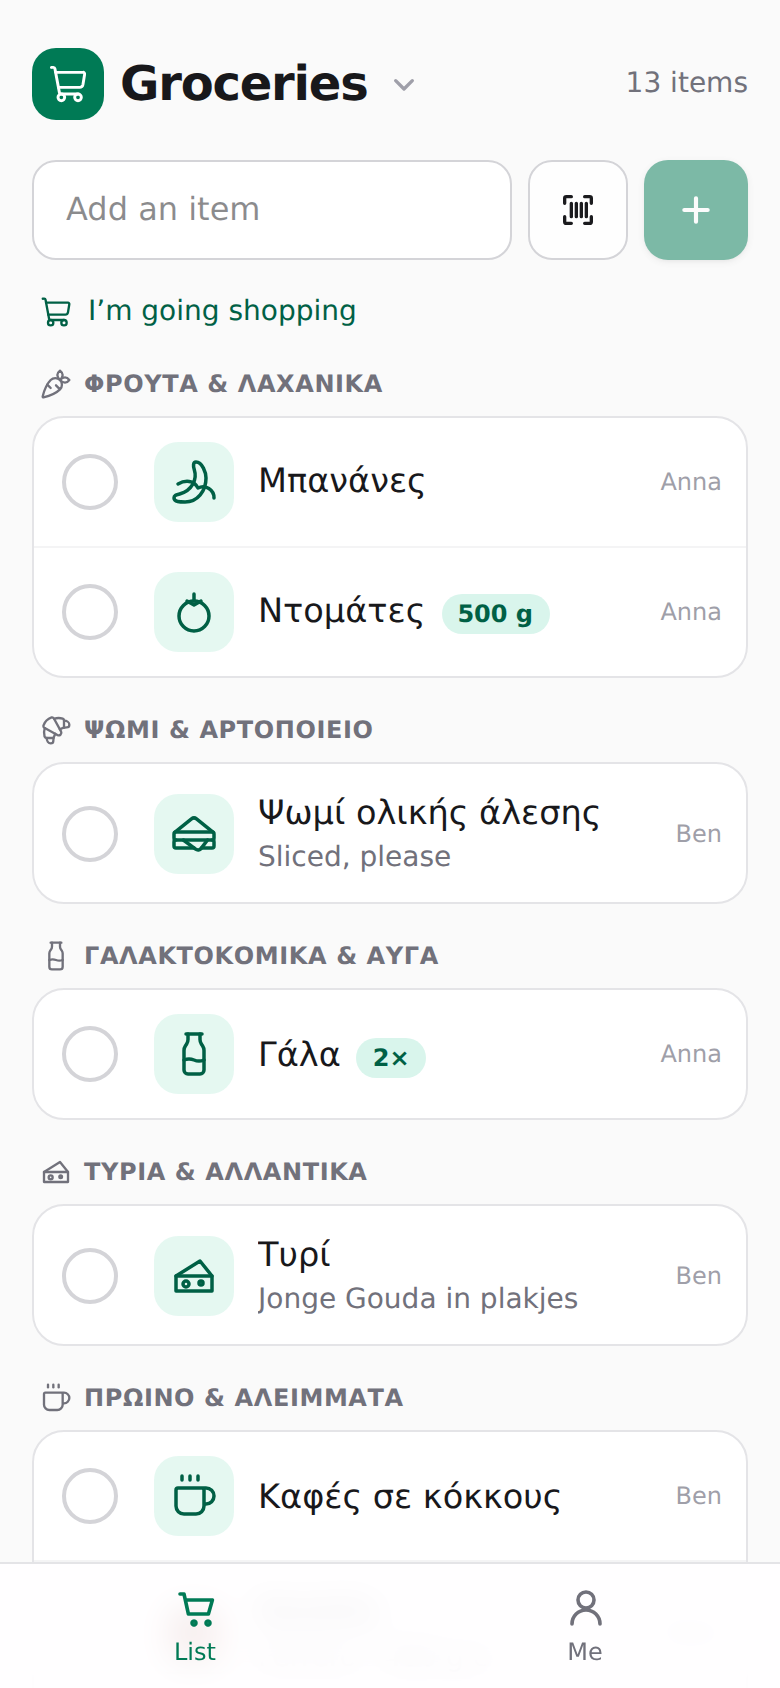 Groceries
13 items
Add an item
I’m going shopping
ΦΡΟΥΤΑ & ΛΑΧΑΝΙΚΑ
Μπανάνες
Anna
Ντομάτες
500 g
Anna
ΨΩΜΙ & ΑΡΤΟΠΟΙΕΙΟ
Ψωμί ολικής άλεσης
Sliced, please
Ben
ΓΑΛΑΚΤΟΚΟΜΙΚΑ & ΑΥΓΑ
Γάλα
2×
Anna
ΤΥΡΙΑ & ΑΛΛΑΝΤΙΚΑ
Τυρί
Jonge Gouda in plakjes
Ben
ΠΡΩΙΝΟ & ΑΛΕΙΜΜΑΤΑ
Καφές σε κόκκους
Ben
List
Me